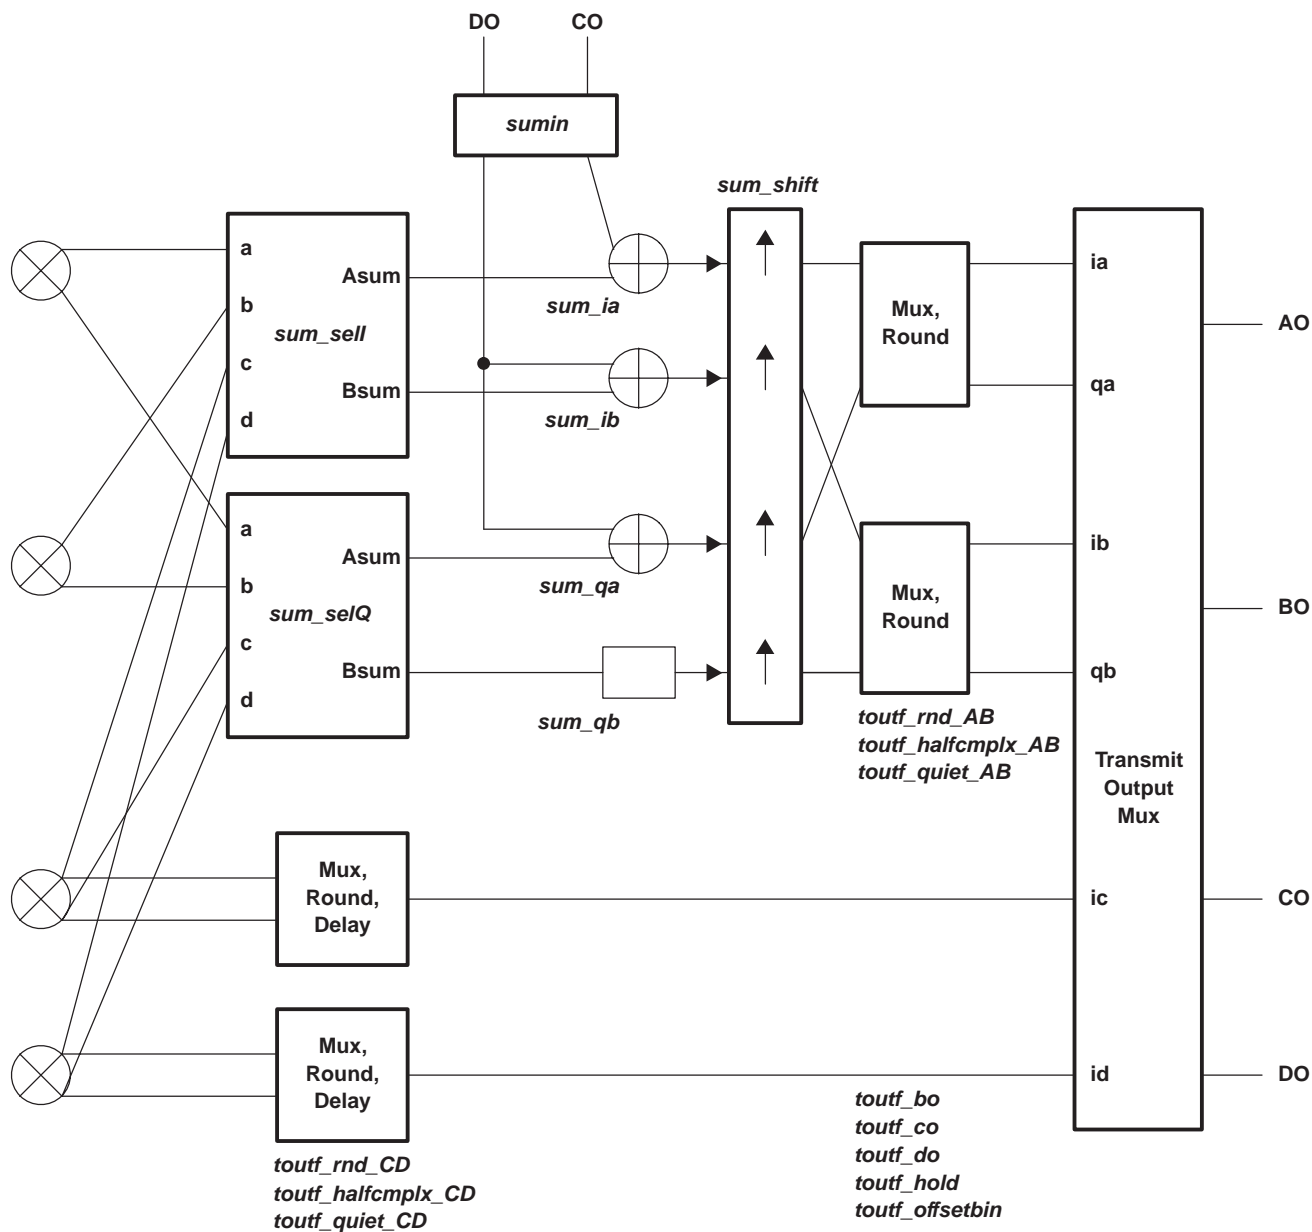 DO
CO
sumin
sum_shift
a
b
c
d
Asum
sum_selI
Bsum
sum_ia
sum_ib
a
b
c
d
Asum
sum_selQ
Bsum
sum_qa
sum_qb
Mux,
Round
Mux,
Round
toutf_rnd_AB
toutf_halfcmplx_AB
toutf_quiet_AB
ia
qa
ib
qb
Transmit
Output
Mux
ic
id
AO
BO
CO
DO
Mux,
Round,
Delay
Mux,
Round,
Delay
toutf_rnd_CD
toutf_halfcmplx_CD
toutf_quiet_CD
toutf_bo
toutf_co
toutf_do
toutf_hold
toutf_offsetbin